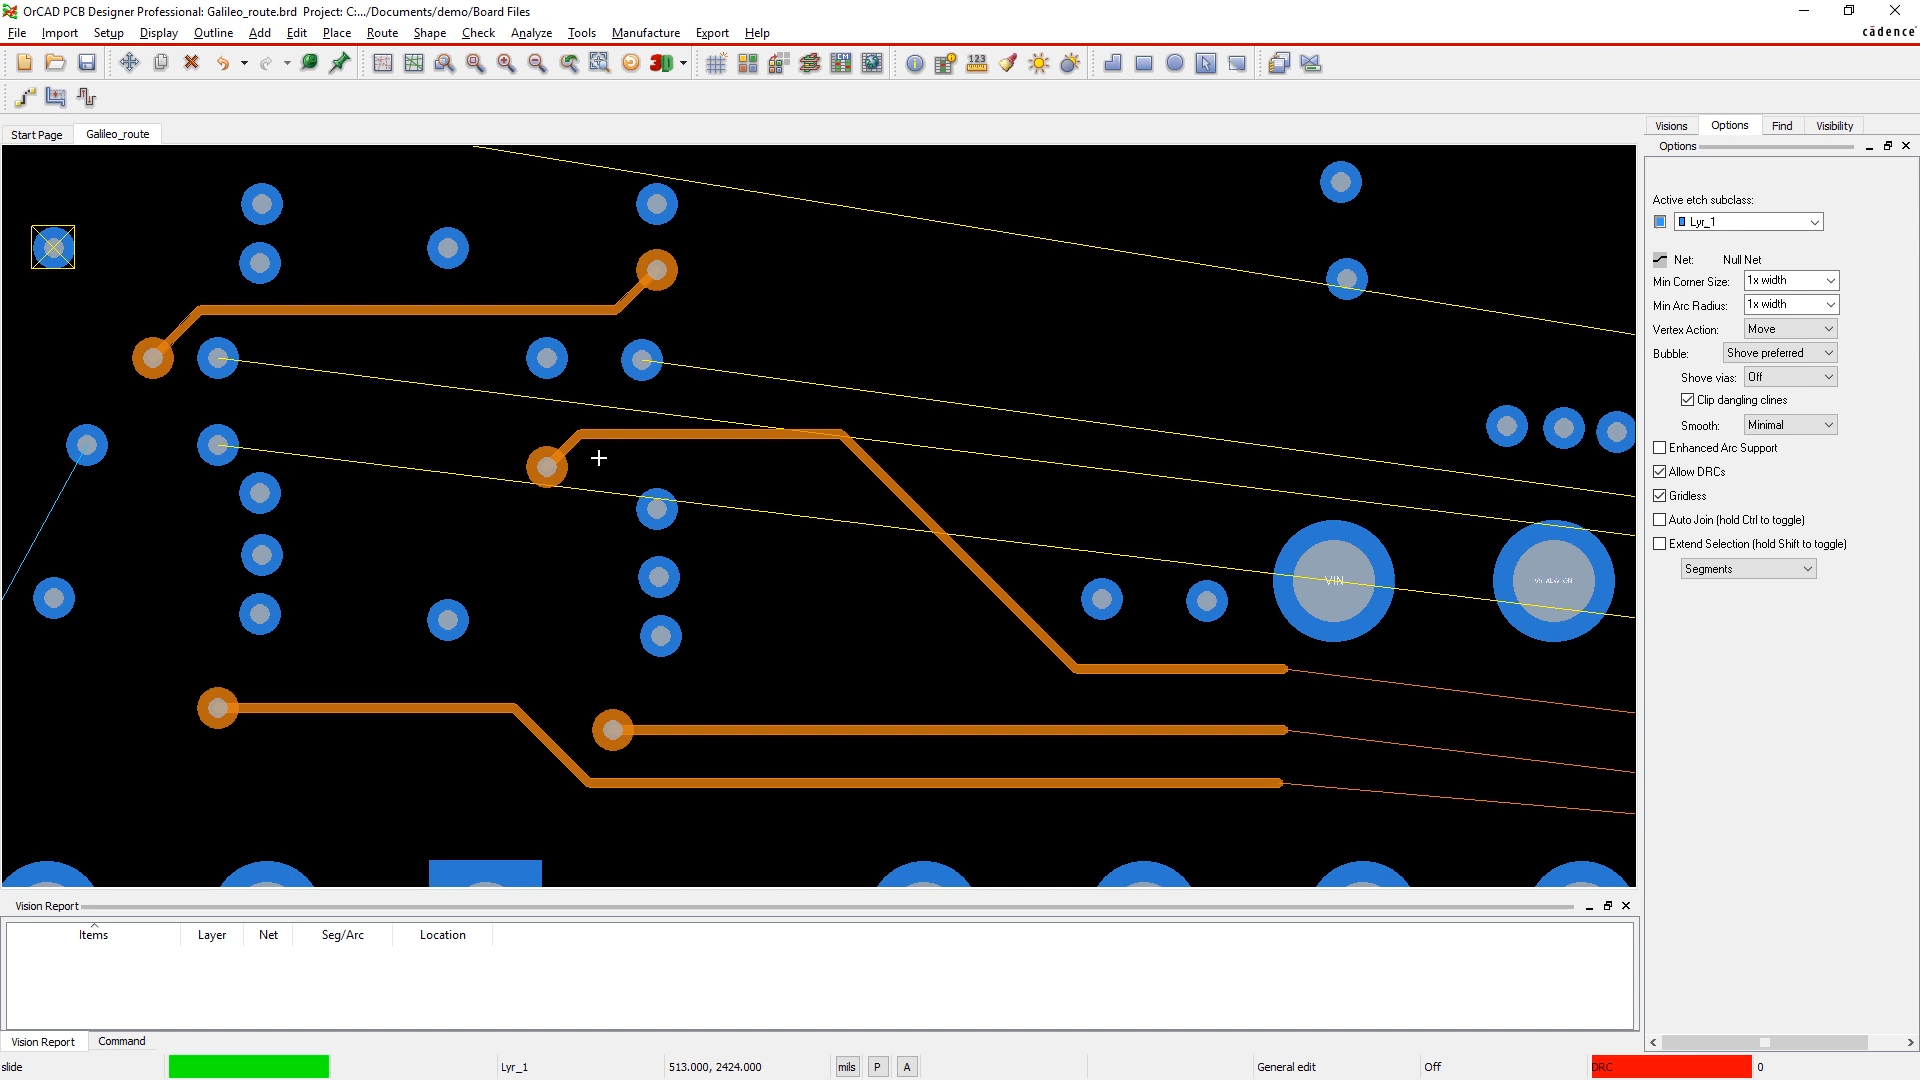 OrCAD PCB Designer Professional: Galileo_route.brd  Project: C:.../Documents/demo/Board Files
File Import Setup Display Outline Add Edit Place Route Shape Check Analyze Tools Manufacture Export Help
cādence
3D
123
Start Page Galileo_route
Visions Options Find Visibility
Options
Active etch subclass:
Lyr_1
Net: Null Net
Min Corner Size: 1x width
Min Arc Radius: 1x width
Vertex Action: Move
Bubble: Shove preferred
Shove vias: Off
Clip dangling clines
Smooth: Minimal
Enhanced Arc Support
Allow DRCs
Gridless
Auto Join (hold Ctrl to toggle)
Extend Selection (hold Shift to toggle)
Segments
VIN
Vision Report
Items Layer Net Seg/Arc Location
Vision Report Command
slide Lyr_1 513.000, 2424.000 mils P A General edit Off DRC 0